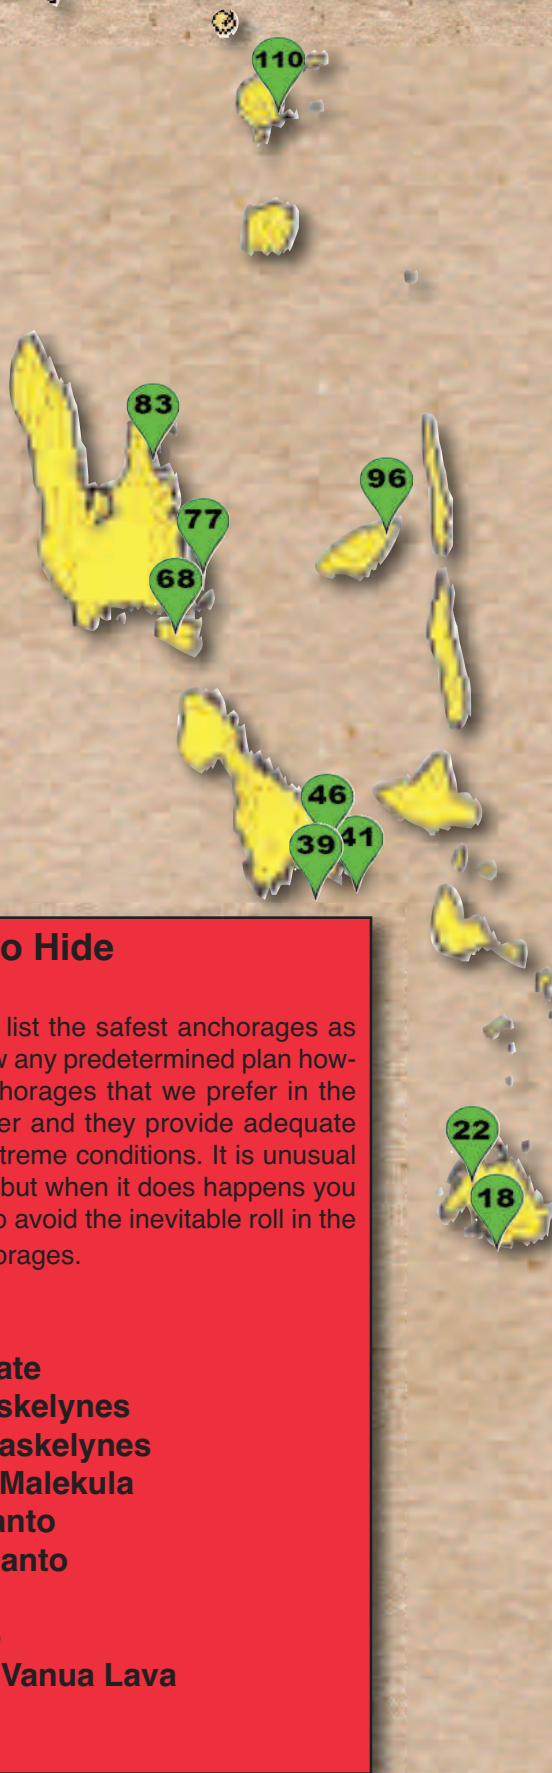 110
83
96
77
68
46
39
41
o Hide
list the safest anchorages as
w any predetermined plan how-
horages that we prefer in the
er and they provide adequate
treme conditions. It is unusual
but when it does happens you
o avoid the inevitable roll in the
orages.
22
18
ate
skelynes
askelynes
Malekula
anto
anto
Vanua Lava